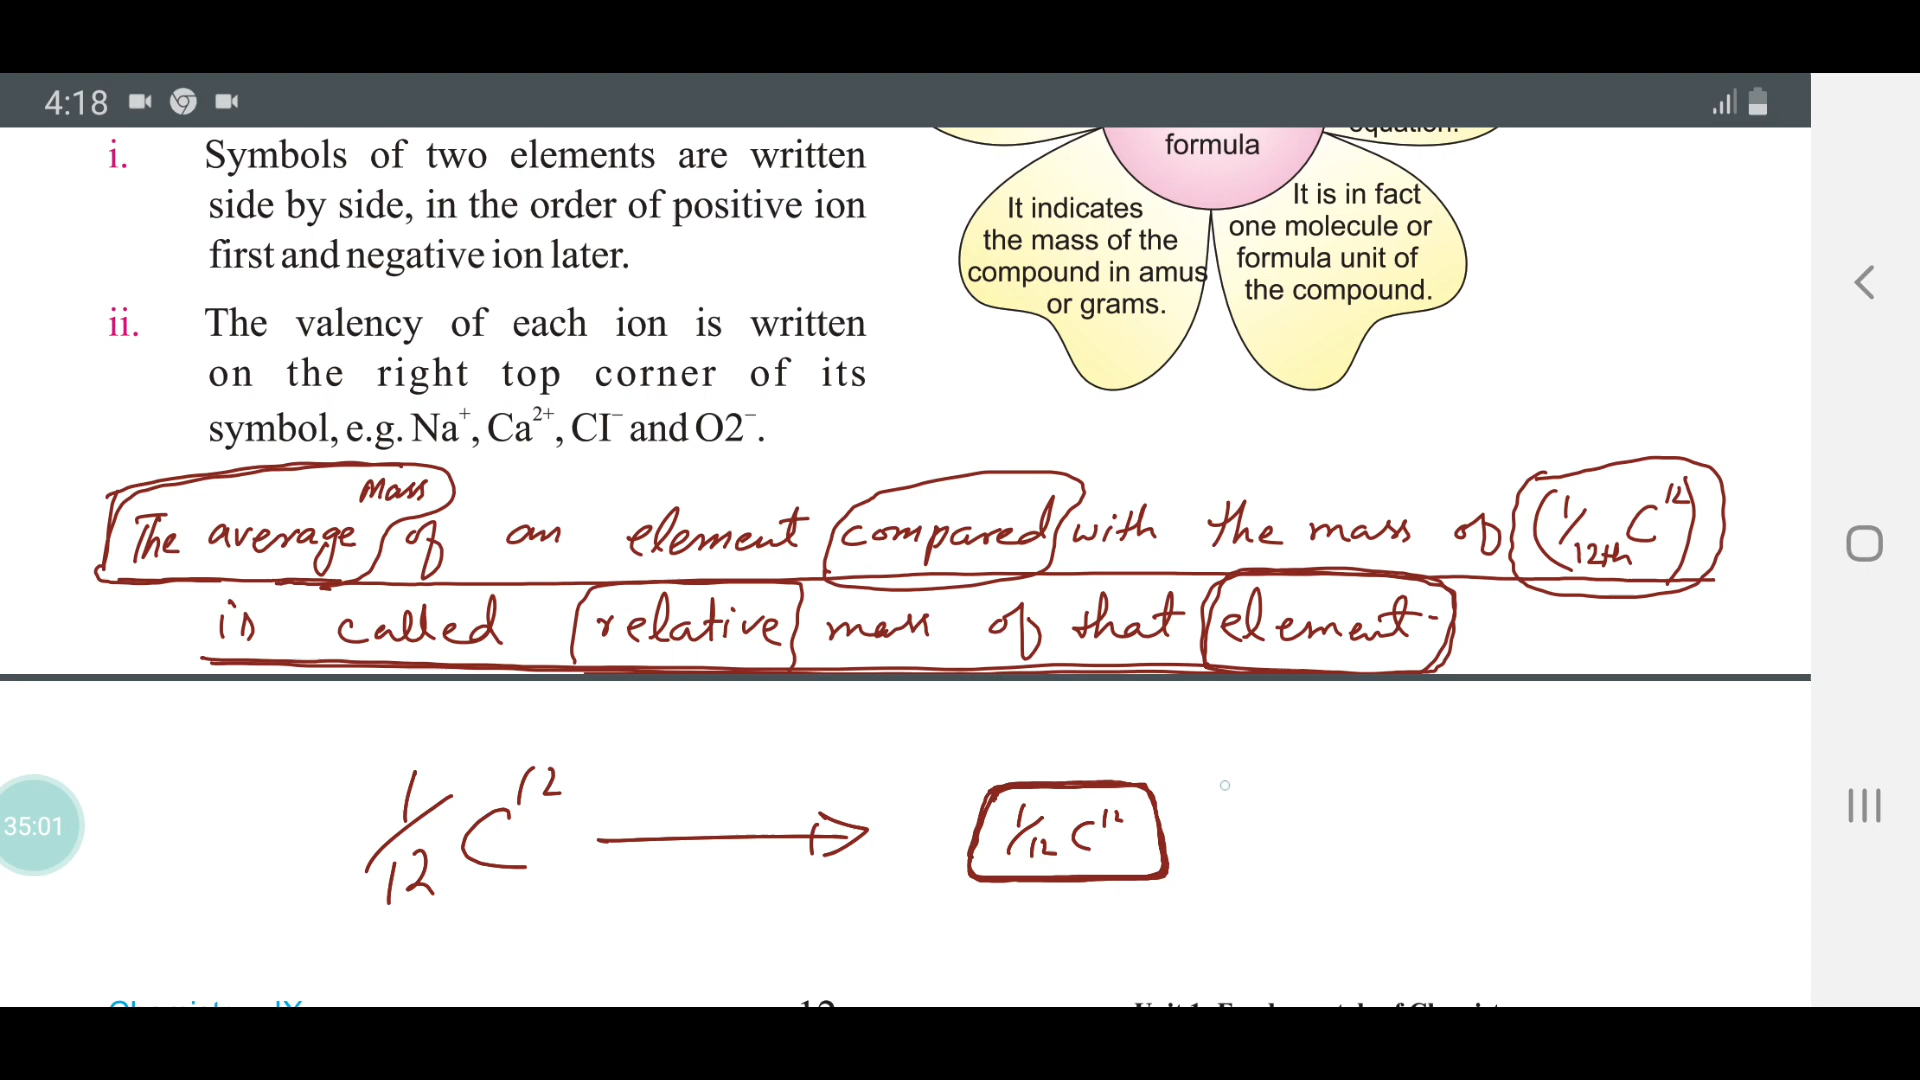 4:18
i. Symbols of two elements are written
side by side, in the order of positive ion
first and negative ion later.
ii. The valency of each ion is written
on the right top corner of its
symbol, e.g. Na⁺, Ca²⁺, Cl⁻ and O2⁻.
equation.
formula
It indicates
the mass of the
compound in amus
or grams.
It is in fact
one molecule or
formula unit of
the compound.
Mass
The average of an element compared with the mass of (1/12th C¹²)
is called relative mass of that element.
35:01
1/12 C¹²
1/12 C¹²
12